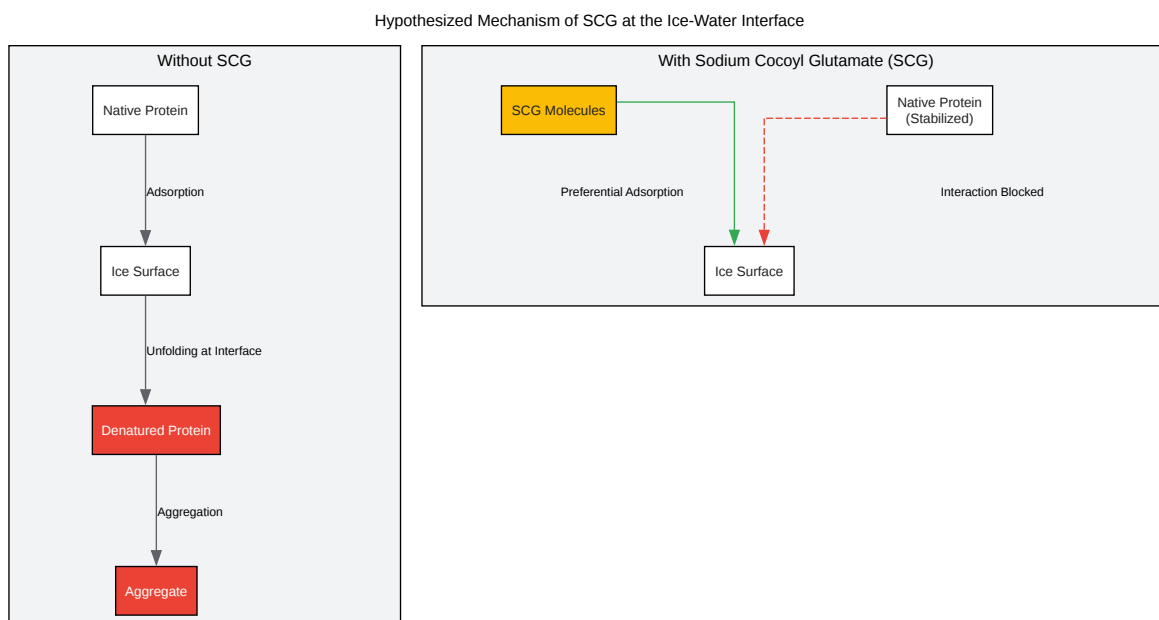 Hypothesized Mechanism of SCG at the Ice-Water Interface
Without SCG
Native Protein
Adsorption
Ice Surface
Unfolding at Interface
Denatured Protein
Aggregation
Aggregate
With Sodium Cocoyl Glutamate (SCG)
SCG Molecules
Native Protein
(Stabilized)
Preferential Adsorption
Interaction Blocked
Ice Surface